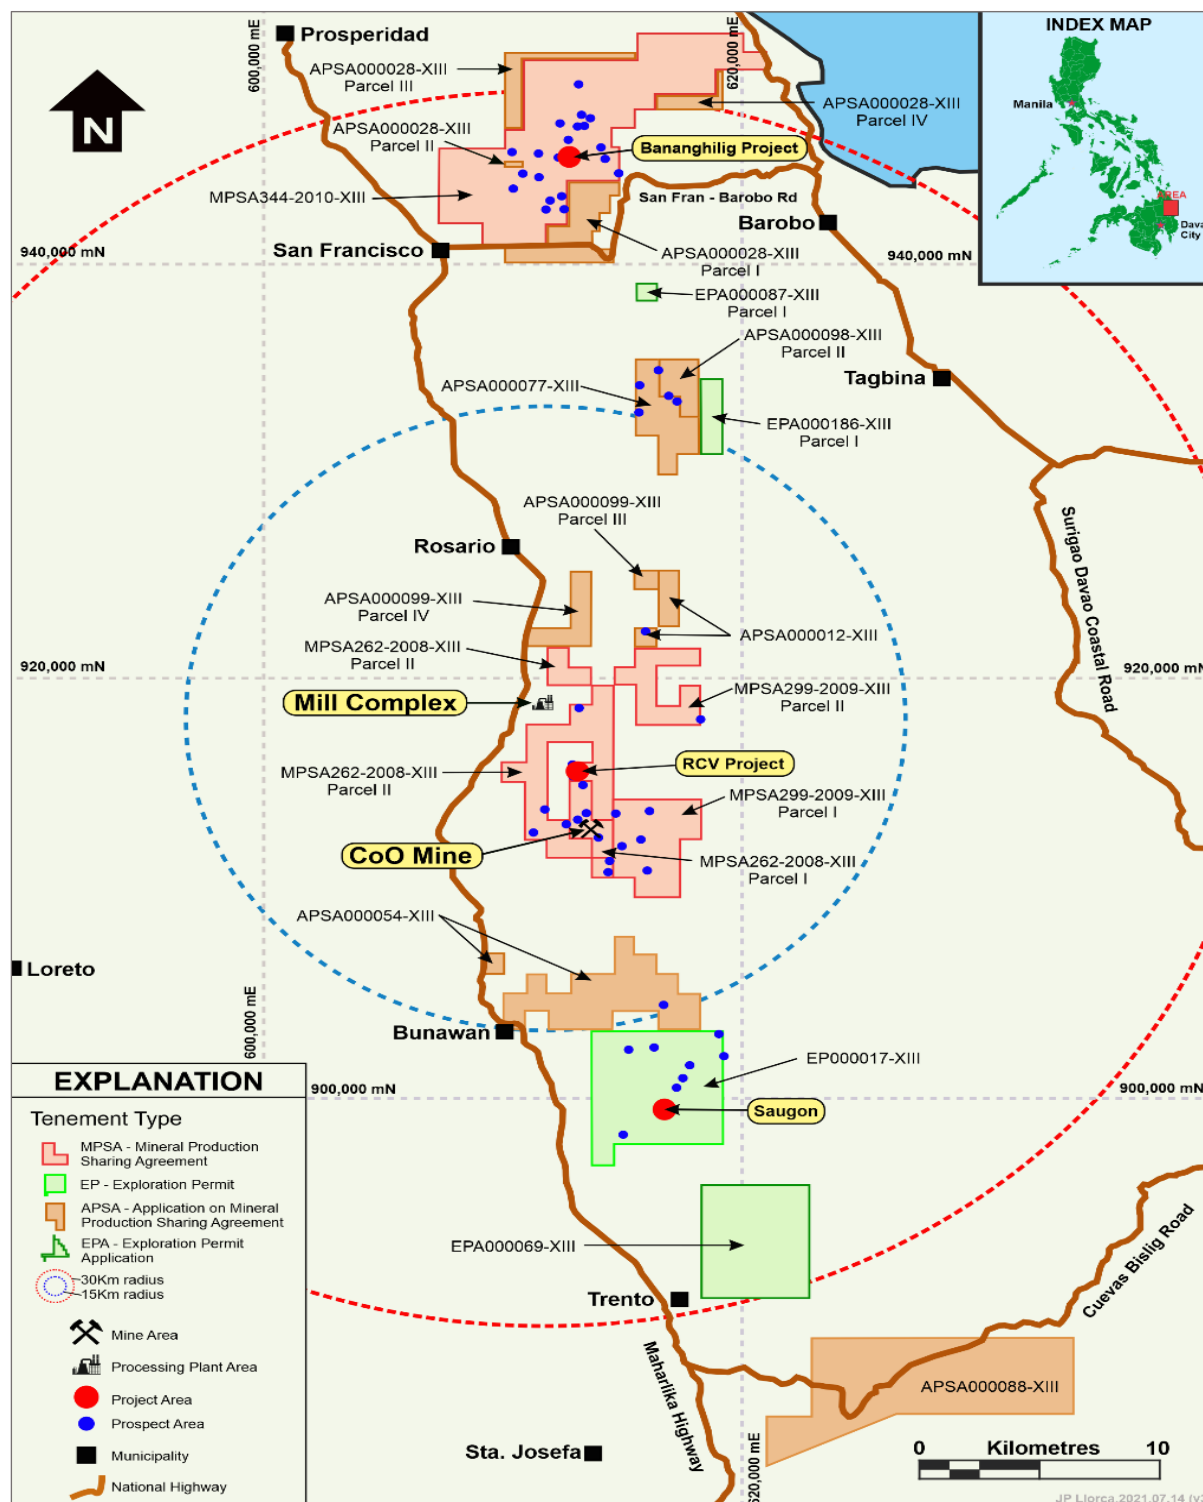 600,000 mE
620,000 mE
INDEX MAP
Prosperidad
APSA000028-XIII
Parcel III
APSA000028-XIII
Parcel IV
Manila
APSA000028-XIII
Parcel II
Bananghilig Project
N
MPSA344-2010-XIII
San Fran - Barobo Rd
Barobo
Dava
City
San Francisco
940,000 mN
APSA000028-XIII
Parcel I
940,000 mN
EPA000087-XIII
Parcel I
APSA000098-XIII
Parcel II
Tagbina
APSA000077-XIII
EPA000186-XIII
Parcel I
APSA000099-XIII
Parcel III
Rosario
Surigao Davao Coastal Road
APSA000099-XIII
Parcel IV
APSA000012-XIII
MPSA262-2008-XIII
Parcel II
920,000 mN
920,000 mN
MPSA299-2009-XIII
Parcel II
Mill Complex
RCV Project
MPSA262-2008-XIII
Parcel II
MPSA299-2009-XIII
Parcel I
CoO Mine
MPSA262-2008-XIII
Parcel I
APSA000054-XIII
Loreto
600,000 mE
Bunawan
EP000017-XIII
900,000 mN
900,000 mN
Saugon
EPA000069-XIII
Trento
Cuevas Bislig Road
Maharlika Highway
APSA000088-XIII
Sta. Josefa
620,000 mE
0 Kilometres 10
EXPLANATION
Tenement Type
MPSA - Mineral Production
Sharing Agreement
EP - Exploration Permit
APSA - Application on Mineral
Production Sharing Agreement
EPA - Exploration Permit
Application
30Km radius
15Km radius
Mine Area
Processing Plant Area
Project Area
Prospect Area
Municipality
National Highway
JP Llorca.2021.07.14